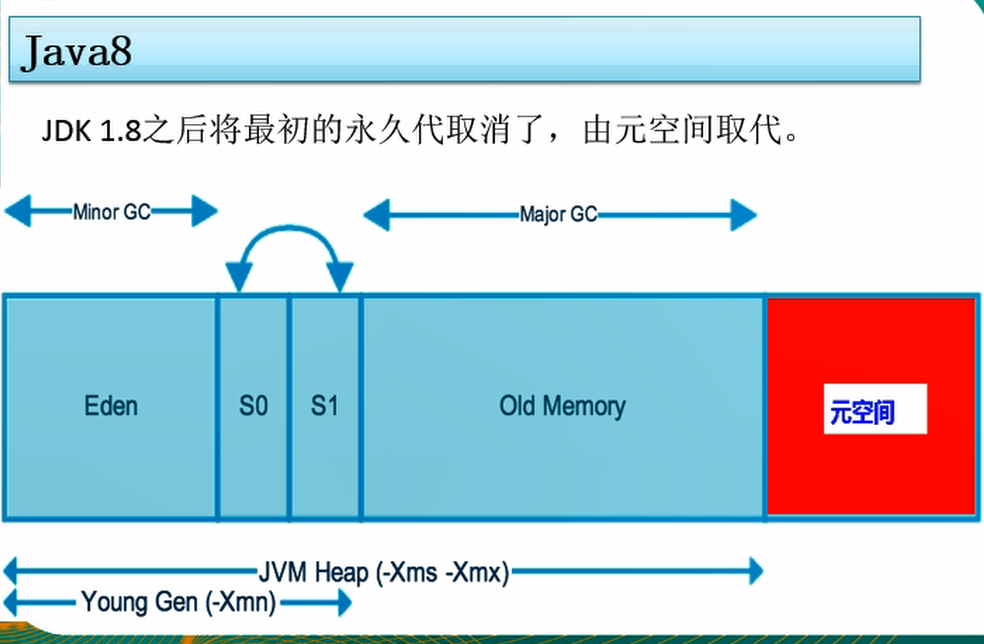 Java8
JDK 1.8之后将最初的永久代取消了，由元空间取代。
Minor GC
Major GC
Eden
S0
S1
Old Memory
元空间
JVM Heap (-Xms -Xmx)
Young Gen (-Xmn)